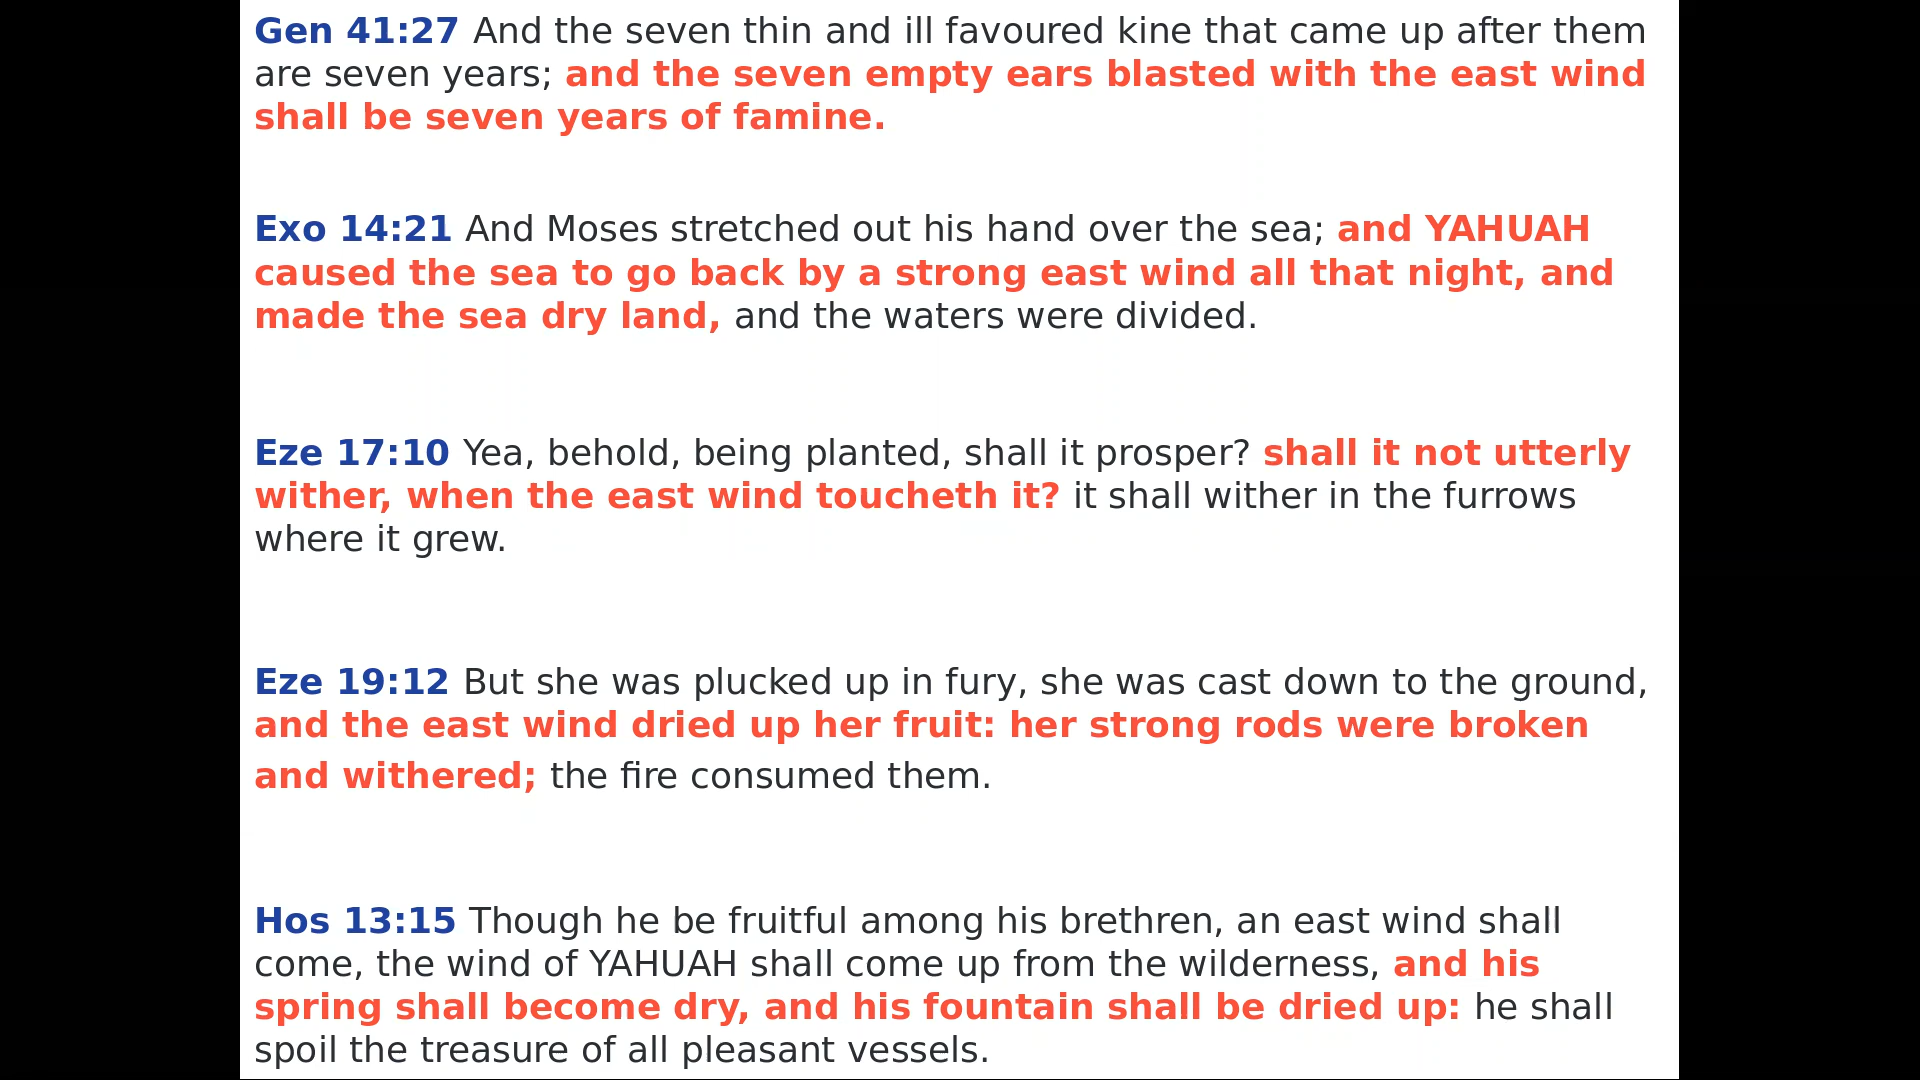 Gen 41:27 And the seven thin and ill favoured kine that came up after them
are seven years; and the seven empty ears blasted with the east wind
shall be seven years of famine.
Exo 14:21 And Moses stretched out his hand over the sea; and YAHUAH
caused the sea to go back by a strong east wind all that night, and
made the sea dry land, and the waters were divided.
Eze 17:10 Yea, behold, being planted, shall it prosper? shall it not utterly
wither, when the east wind toucheth it? it shall wither in the furrows
where it grew.
Eze 19:12 But she was plucked up in fury, she was cast down to the ground,
and the east wind dried up her fruit: her strong rods were broken
and withered; the fire consumed them.
Hos 13:15 Though he be fruitful among his brethren, an east wind shall
come, the wind of YAHUAH shall come up from the wilderness, and his
spring shall become dry, and his fountain shall be dried up: he shall
spoil the treasure of all pleasant vessels.